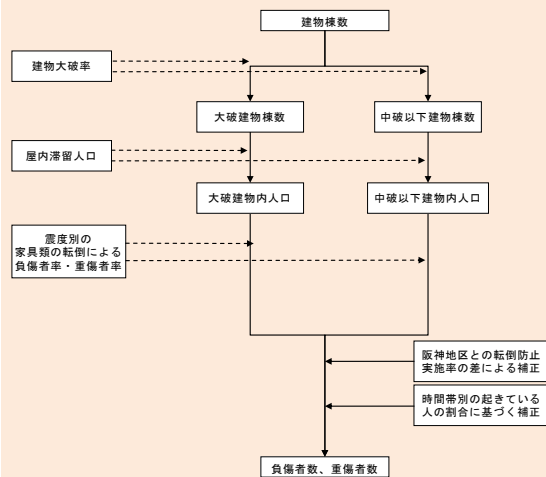 建物棟数
建物大破率
大破建物棟数
中破以下建物棟数
屋内滞留人口
大破建物内人口
中破以下建物内人口
震度別の
家具類の転倒による
負傷者率・重傷者率
阪神地区との転倒防止
実施率の差による補正
時間帯別の起きている
人の割合に基づく補正
負傷者数、重傷者数